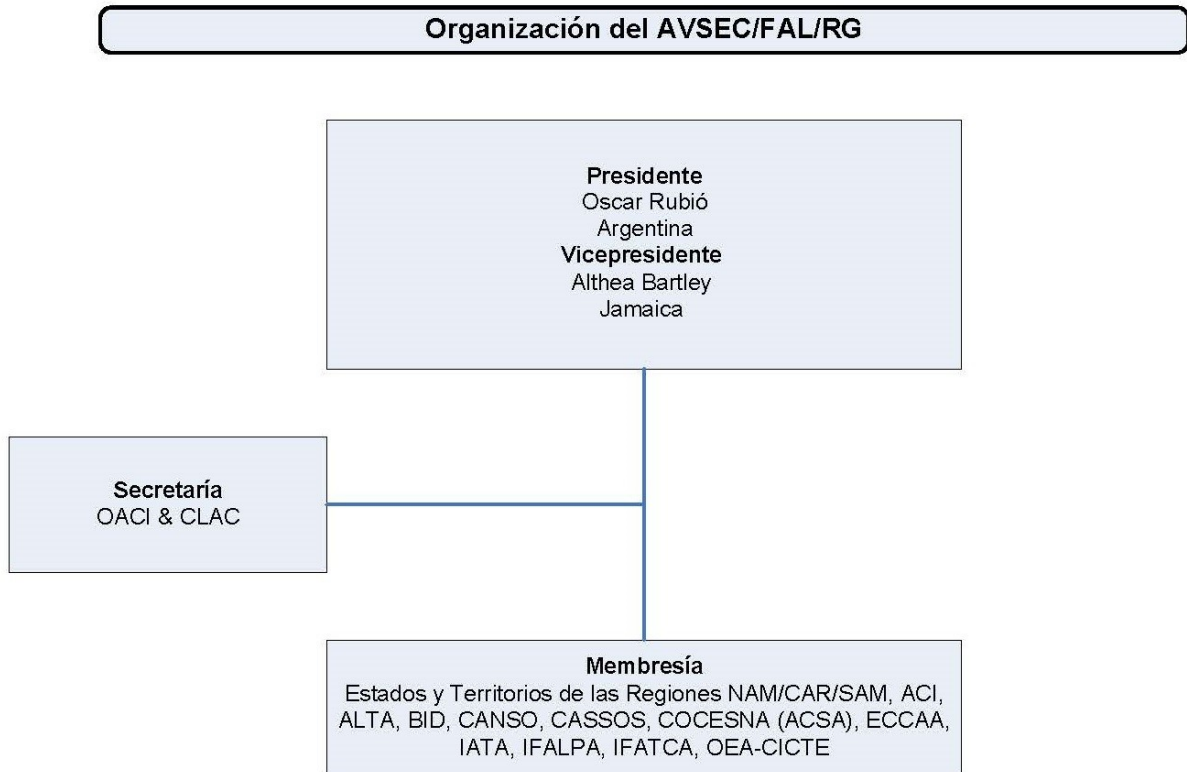 Organización del AVSEC/FAL/RG
Presidente
Oscar Rubió
Argentina
Vicepresidente
Althea Bartley
Jamaica
Secretaría
OACI & CLAC
Membresía
Estados y Territorios de las Regiones NAM/CAR/SAM, ACI,
ALTA, BID, CANSO, CASSOS, COCESNA (ACSA), ECCAA,
IATA, IFALPA, IFATCA, OEA-CICTE